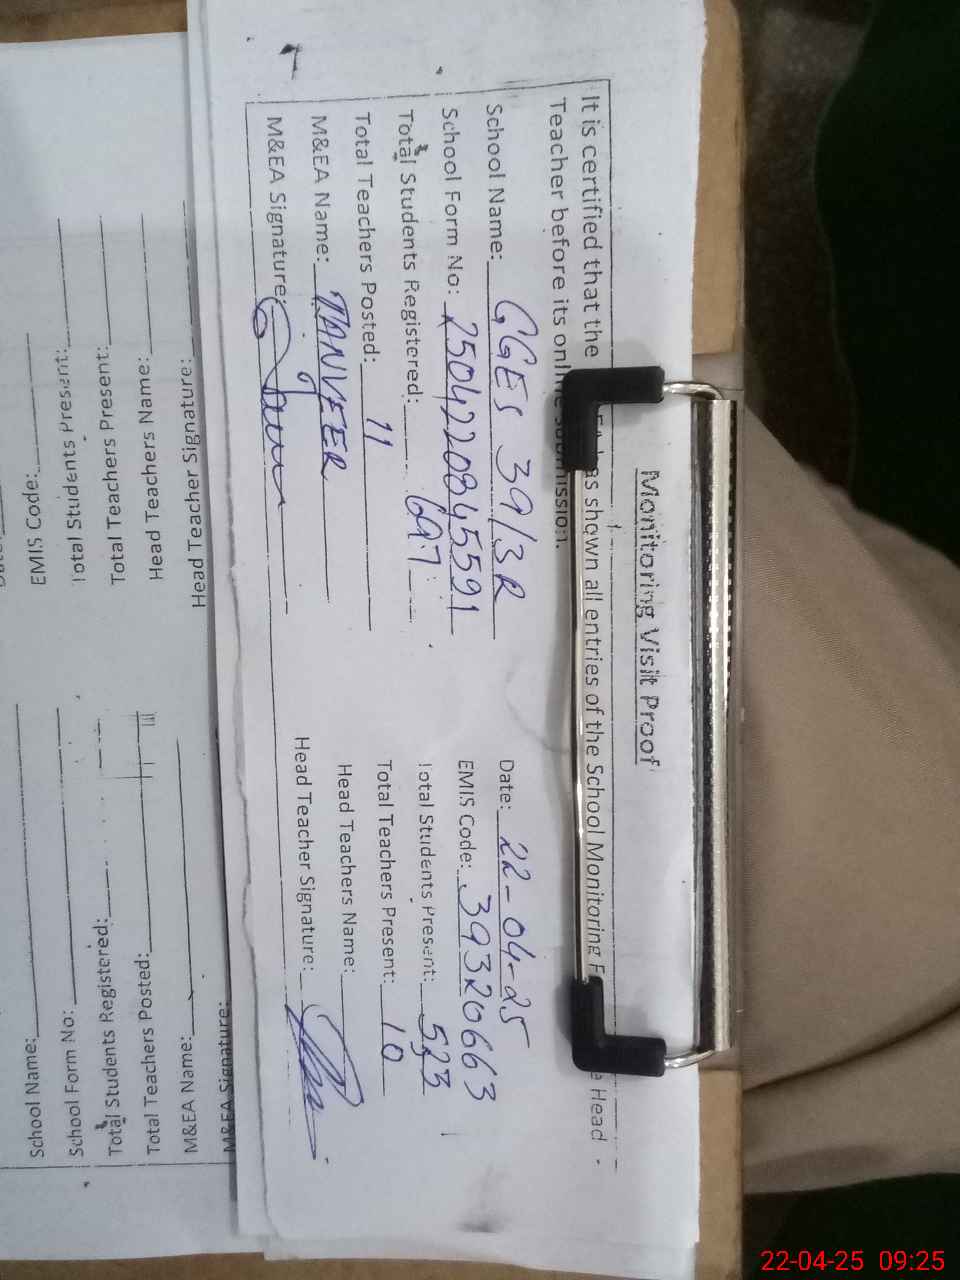 Monitoring Visit Proof
It is certified that the EA has shown all entries of the School Monitoring F Head
Teacher before its online submission.
School Name: GGES 39/3R Date: 22-04-25
School Form No: 25042208455591 EMIS Code: 39320663
Total Students Registered: 697 Total Students Present: 523
Total Teachers Posted: 11 Total Teachers Present: 10
M&EA Name: TANVEER Head Teachers Name:
M&EA Signature: Head Teacher Signature:
Head Teacher Signature: M&EA Signature:
Head Teachers Name: M&EA Name:
Total Teachers Present: Total Teachers Posted:
Total Students Present: Total Students Registered:
EMIS Code: School Form No:
School Name:
22-04-25 09:25